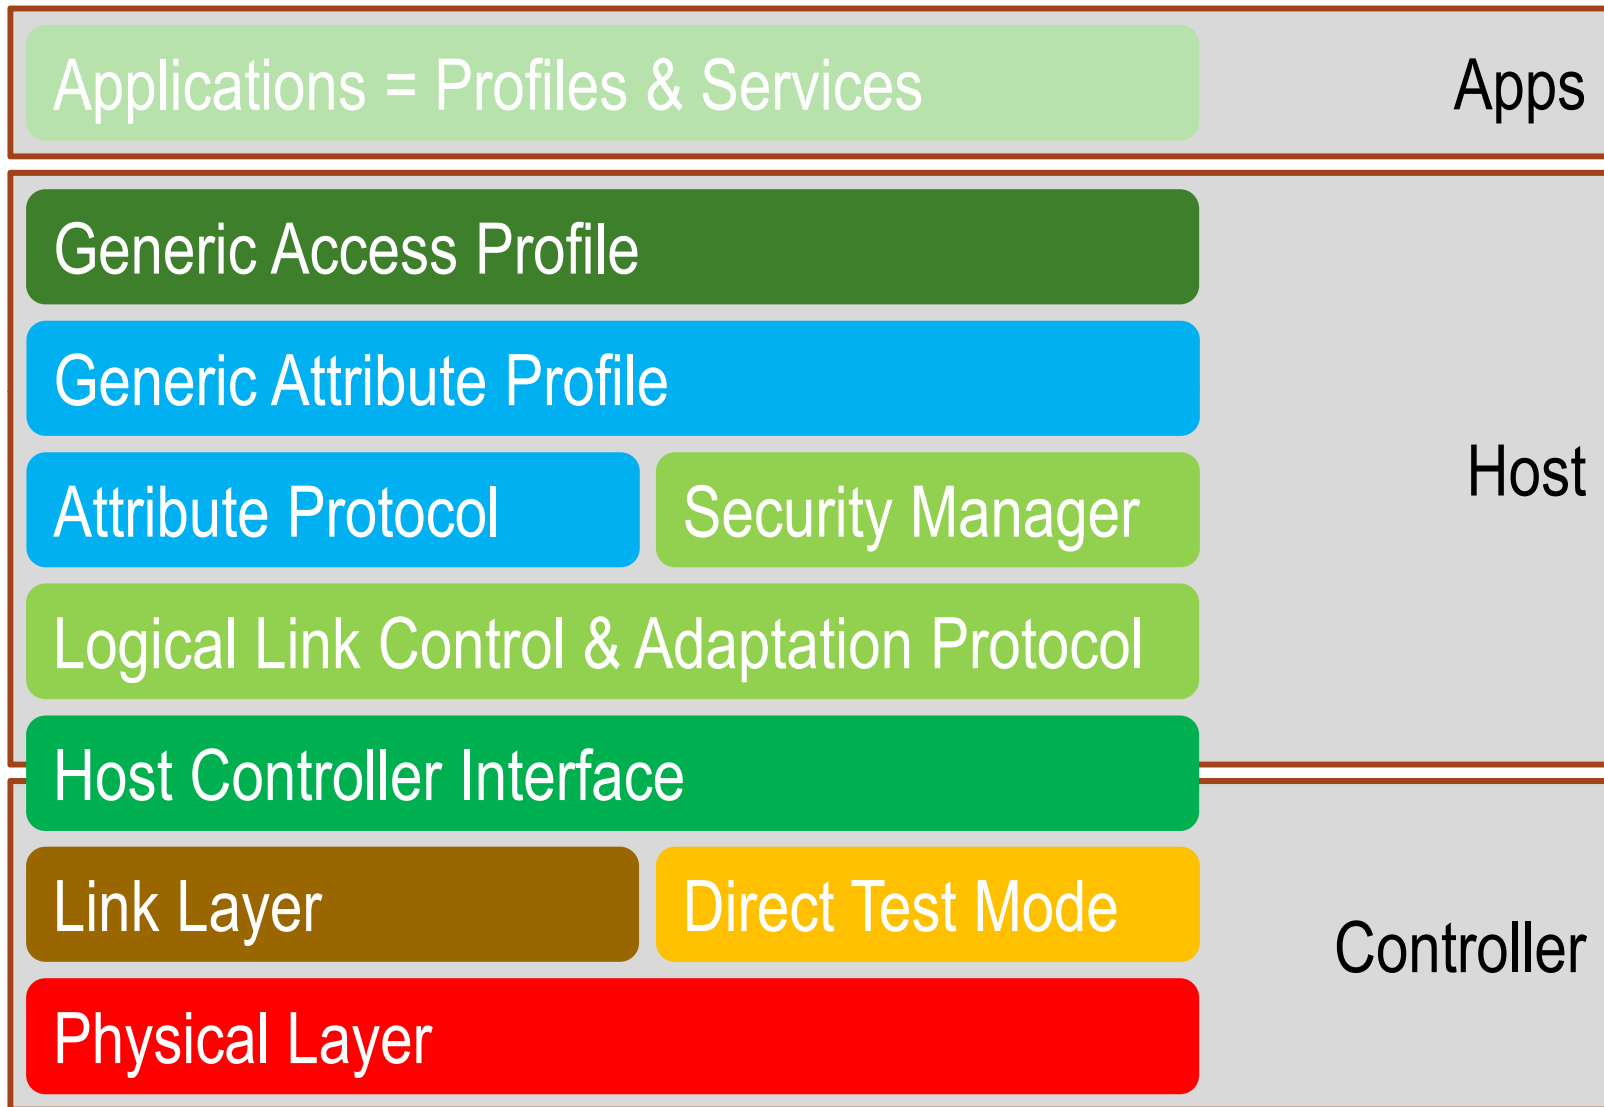 Applications = Profiles & Services
Apps
Generic Access Profile
Generic Attribute Profile
Attribute Protocol
Security Manager
Host
Logical Link Control & Adaptation Protocol
Host Controller Interface
Link Layer
Direct Test Mode
Controller
Physical Layer